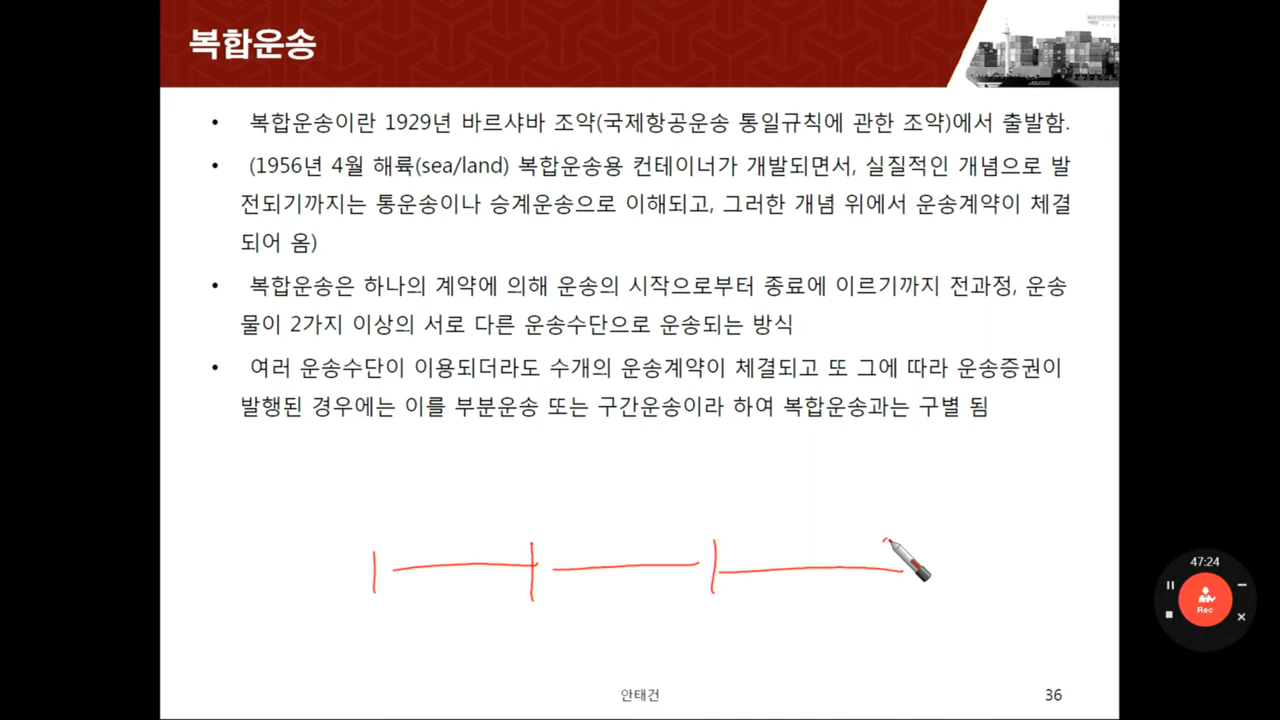 복합운송
• 복합운송이란 1929년 바르샤바 조약(국제항공운송 통일규칙에 관한 조약)에서 출발함.
• (1956년 4월 해륙(sea/land) 복합운송용 컨테이너가 개발되면서, 실질적인 개념으로 발
전되기까지는 통운송이나 승계운송으로 이해되고, 그러한 개념 위에서 운송계약이 체결
되어 옴)
• 복합운송은 하나의 계약에 의해 운송의 시작으로부터 종료에 이르기까지 전과정, 운송
물이 2가지 이상의 서로 다른 운송수단으로 운송되는 방식
• 여러 운송수단이 이용되더라도 수개의 운송계약이 체결되고 또 그에 따라 운송증권이
발행된 경우에는 이를 부분운송 또는 구간운송이라 하여 복합운송과는 구별 됨
47:24
Rec
안태건
36